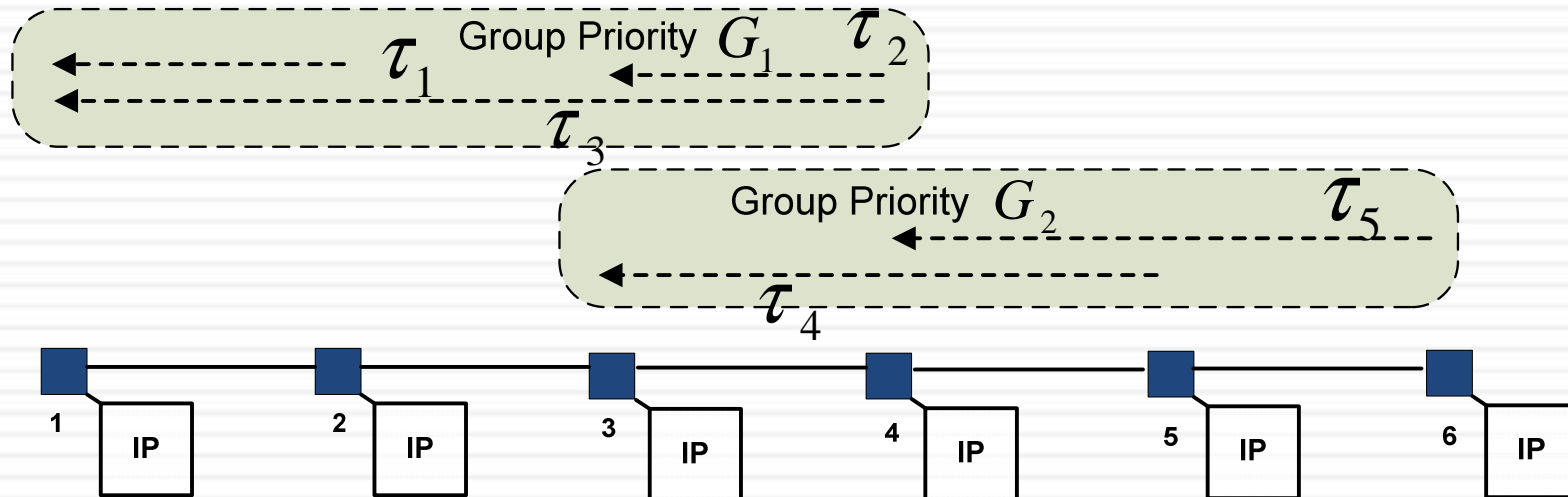 Group Priority G₁ τ₂
τ₁
τ₃
Group Priority G₂ τ₅
τ₄
1 2 3 4 5 6
IP IP IP IP IP IP